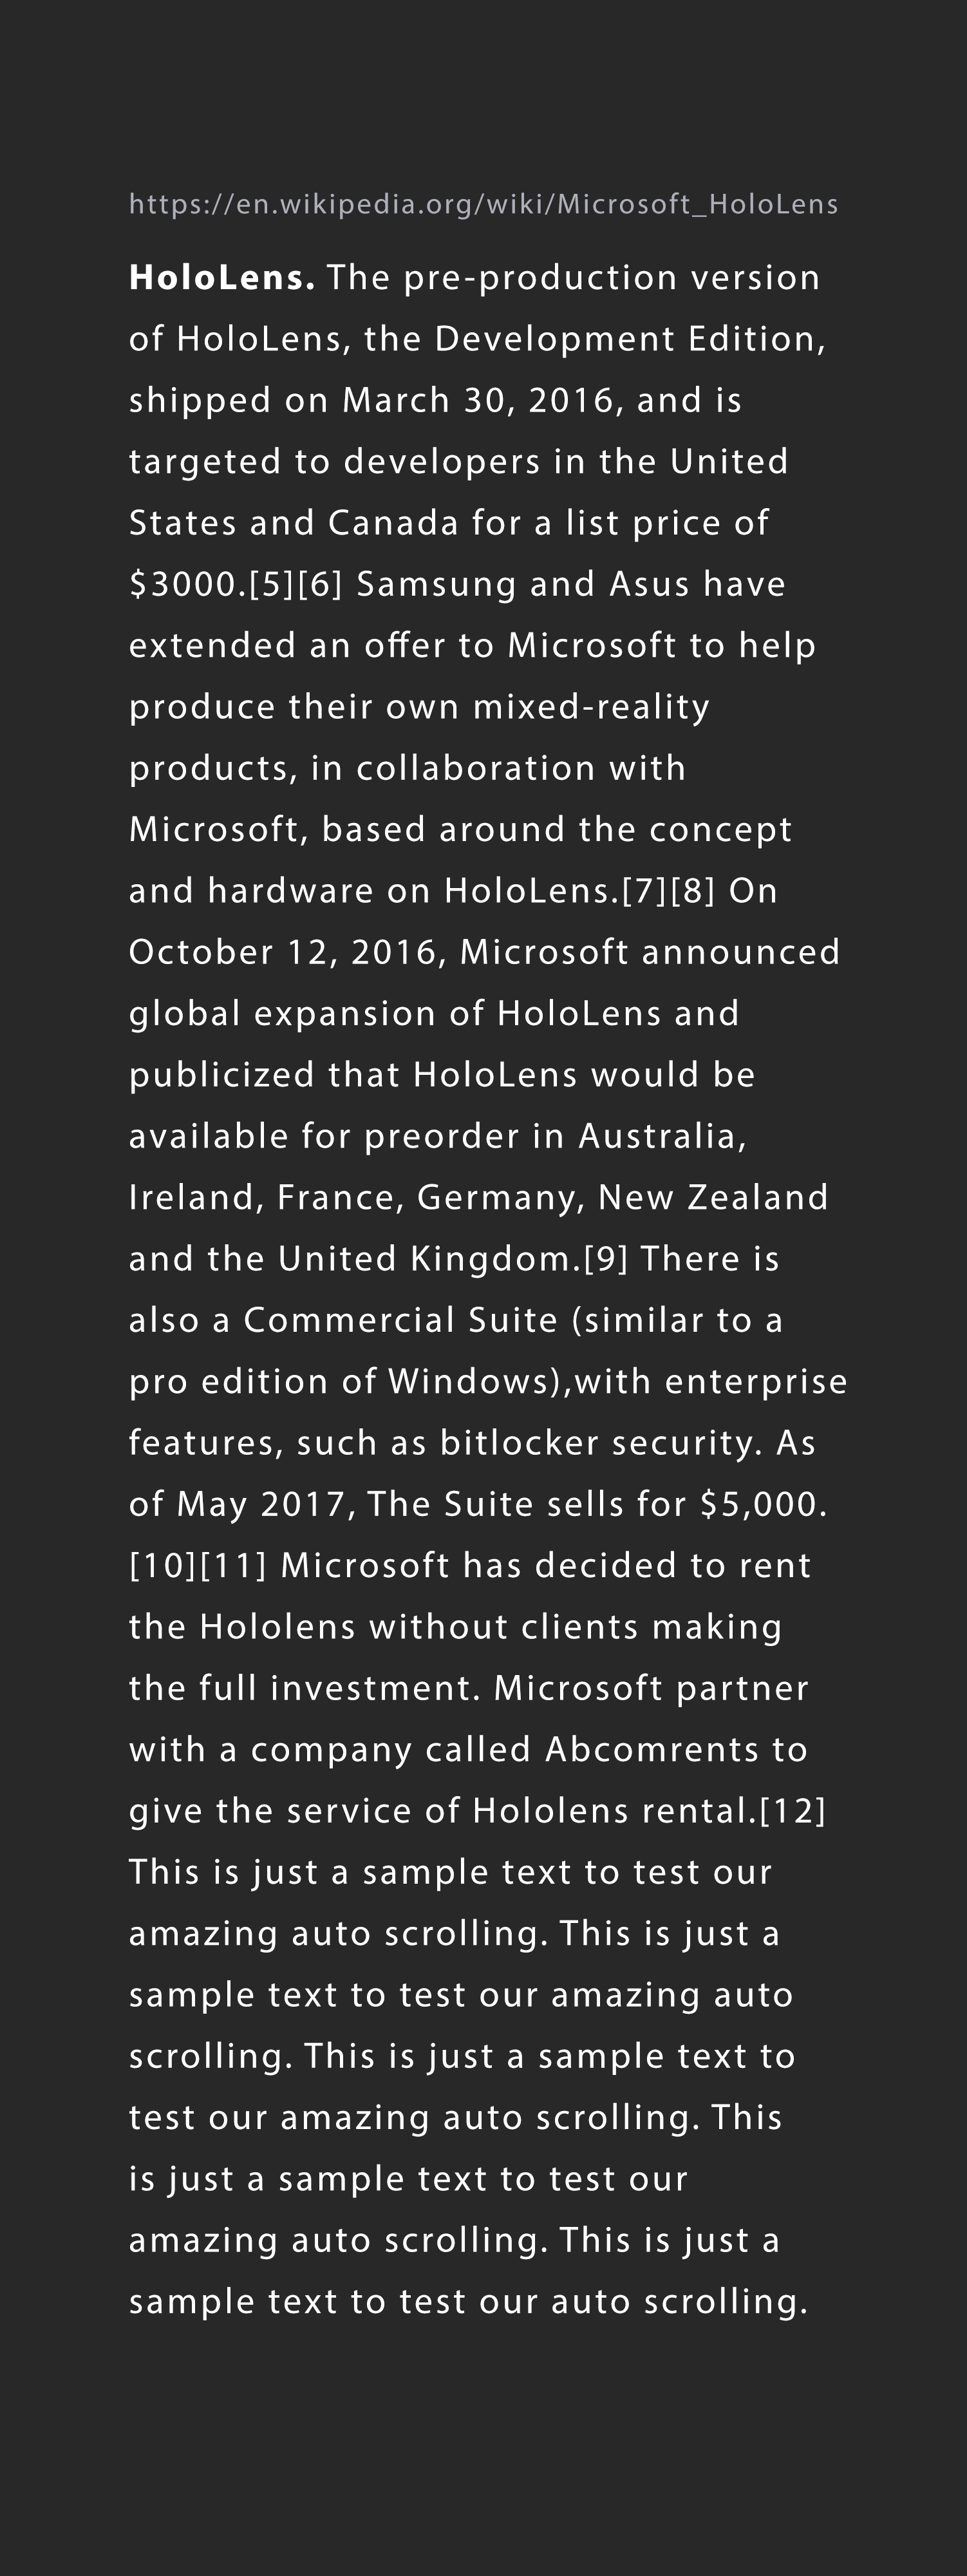 https://en.wikipedia.org/wiki/Microsoft_HoloLens
HoloLens. The pre-production version
of HoloLens, the Development Edition,
shipped on March 30, 2016, and is
targeted to developers in the United
States and Canada for a list price of
$3000.[5][6] Samsung and Asus have
extended an offer to Microsoft to help
produce their own mixed-reality
products, in collaboration with
Microsoft, based around the concept
and hardware on HoloLens.[7][8] On
October 12, 2016, Microsoft announced
global expansion of HoloLens and
publicized that HoloLens would be
available for preorder in Australia,
Ireland, France, Germany, New Zealand
and the United Kingdom.[9] There is
also a Commercial Suite (similar to a
pro edition of Windows),with enterprise
features, such as bitlocker security. As
of May 2017, The Suite sells for $5,000.
[10][11] Microsoft has decided to rent
the Hololens without clients making
the full investment. Microsoft partner
with a company called Abcomrents to
give the service of Hololens rental.[12]
This is just a sample text to test our
amazing auto scrolling. This is just a
sample text to test our amazing auto
scrolling. This is just a sample text to
test our amazing auto scrolling. This
is just a sample text to test our
amazing auto scrolling. This is just a
sample text to test our auto scrolling.